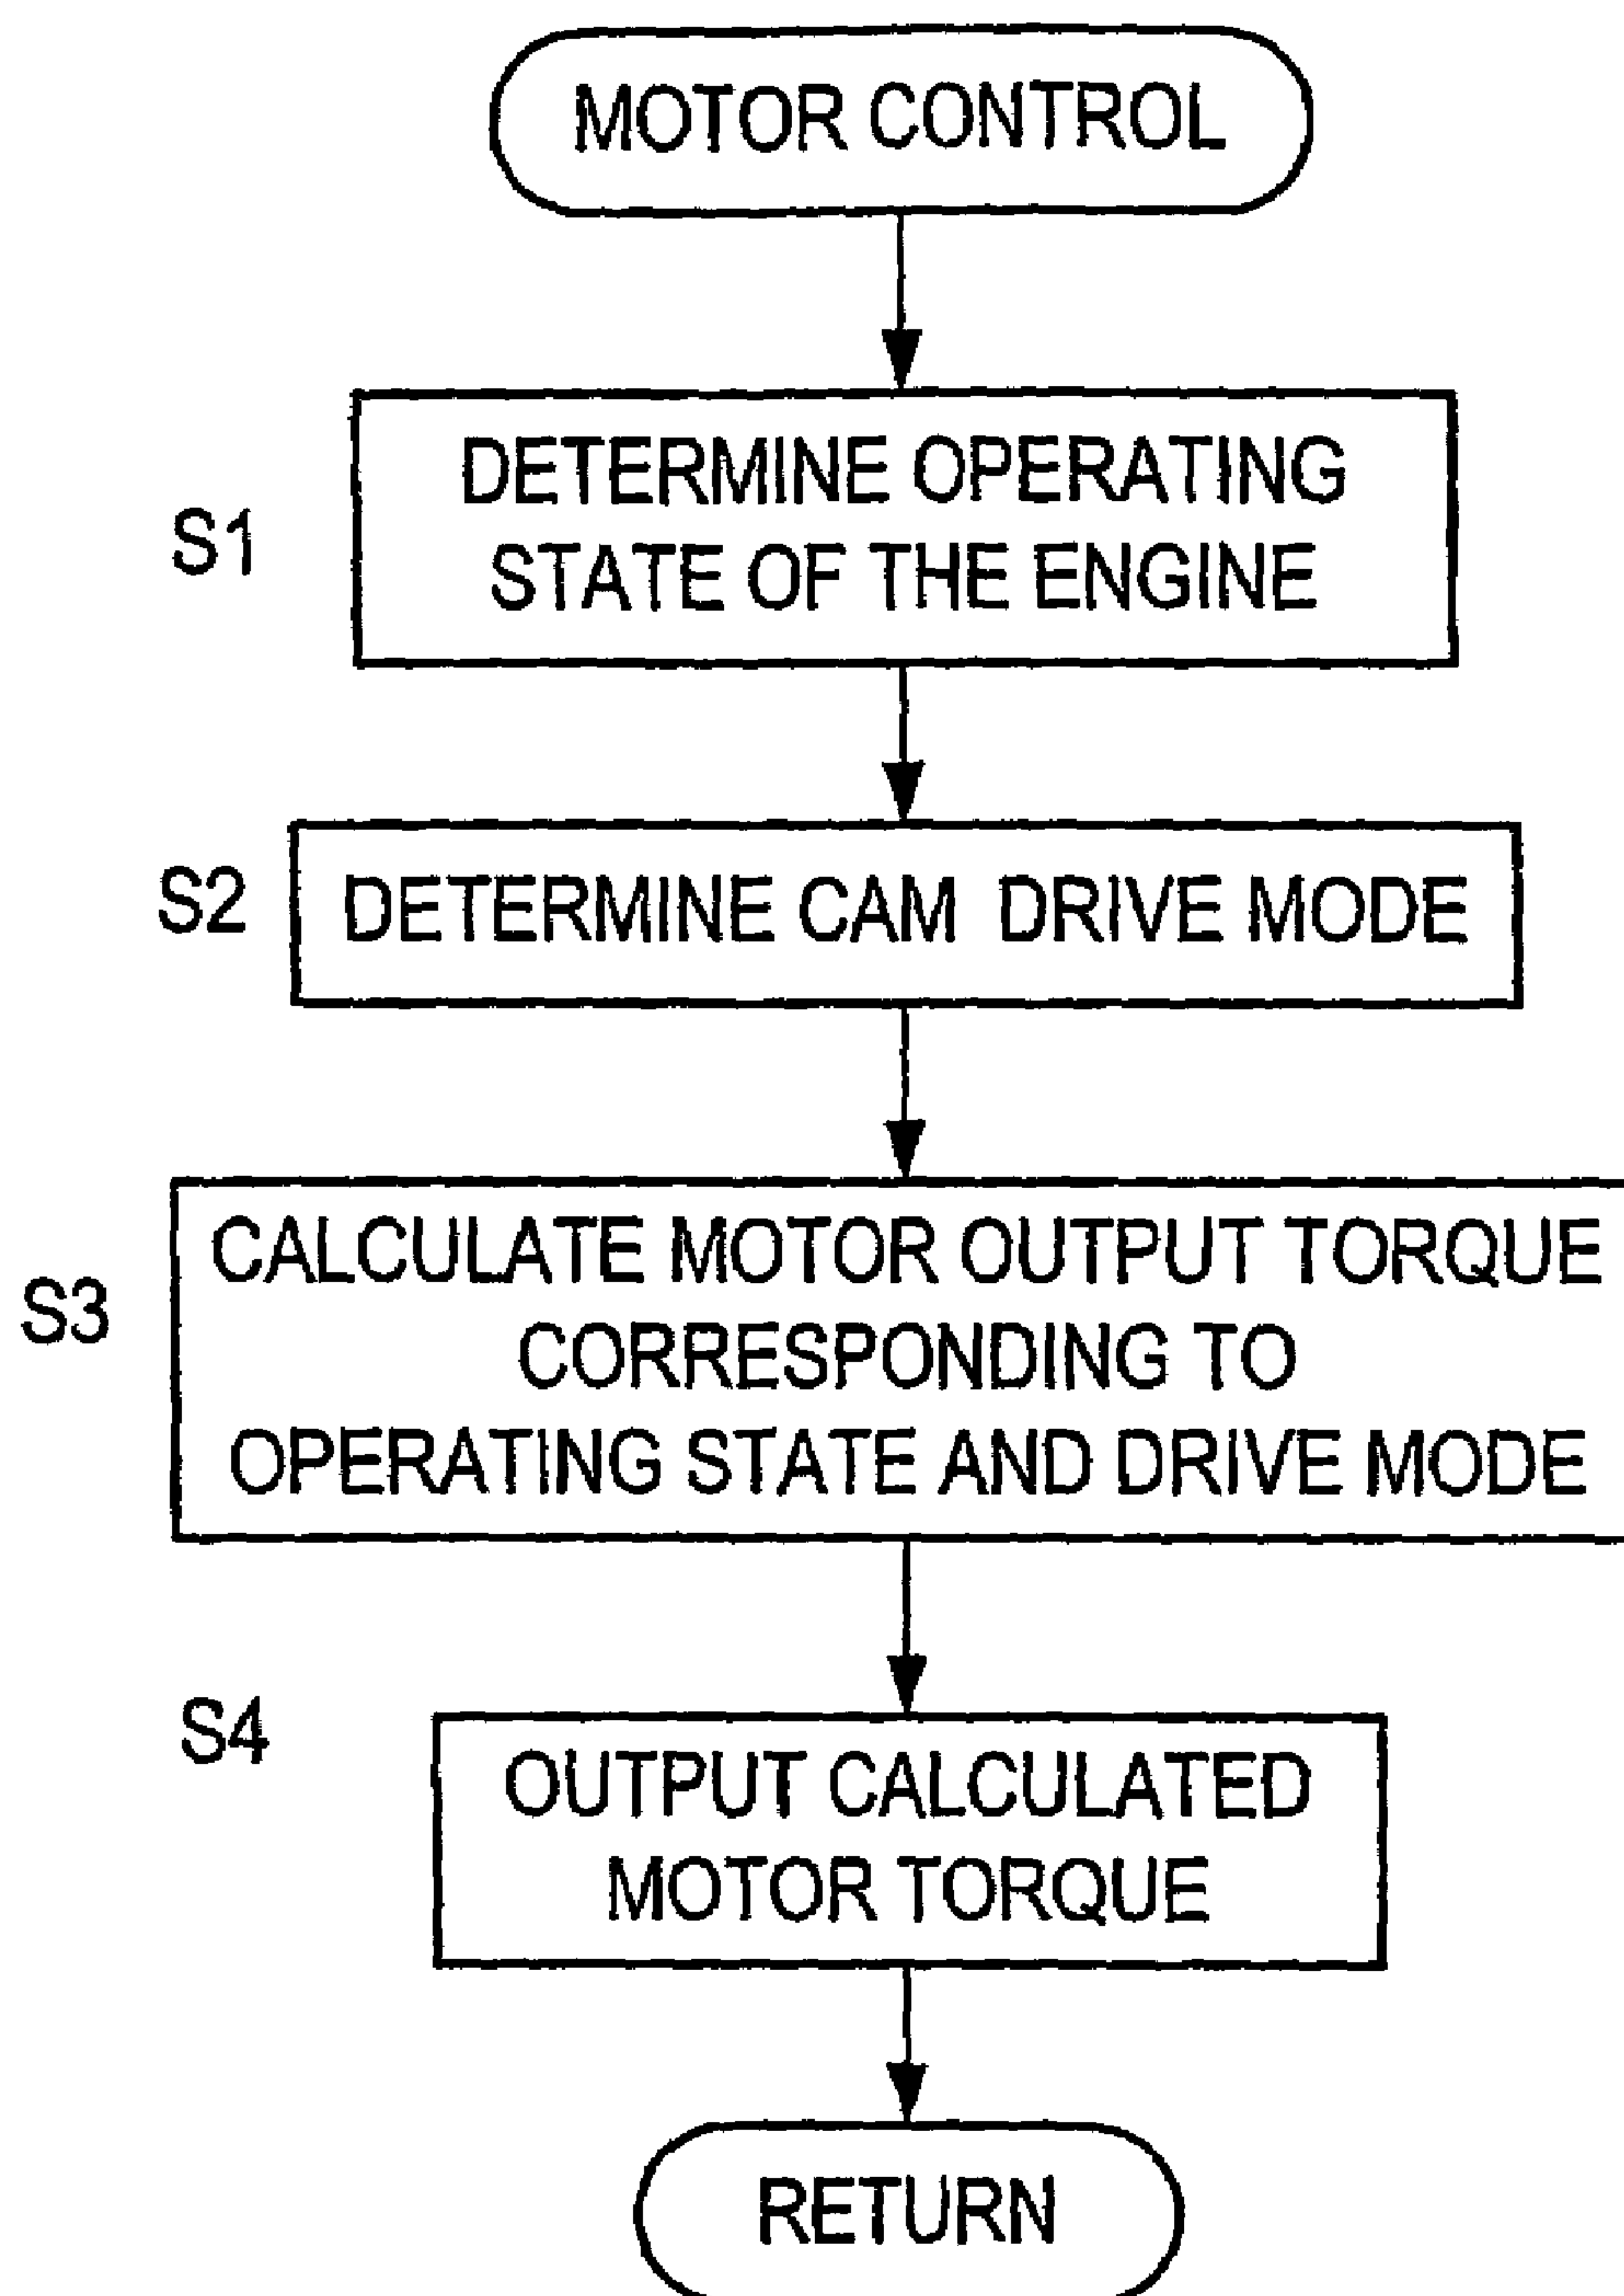 MOTOR CONTROL
S1
DETERMINE OPERATING
STATE OF THE ENGINE
S2
DETERMINE CAM DRIVE MODE
S3
CALCULATE MOTOR OUTPUT TORQUE
CORRESPONDING TO
OPERATING STATE AND DRIVE MODE
S4
OUTPUT CALCULATED
MOTOR TORQUE
RETURN